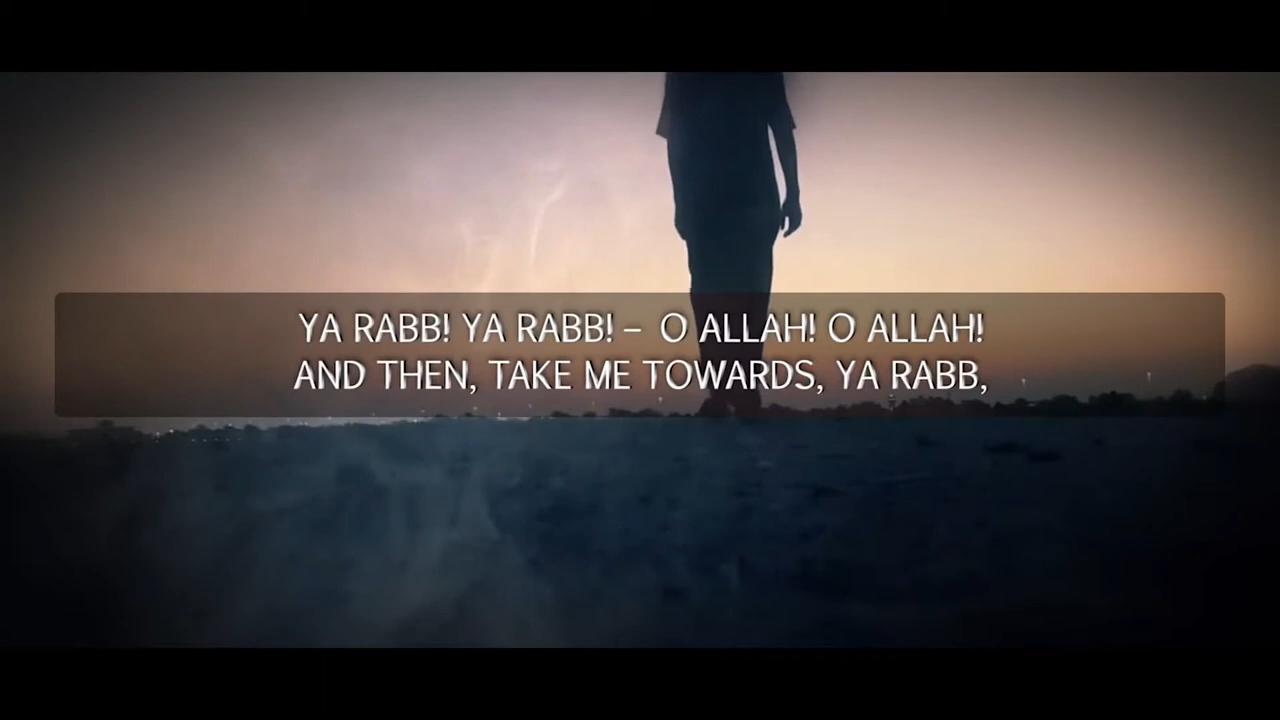 YA RABB! YA RABB! – O ALLAH! O ALLAH!
AND THEN, TAKE ME TOWARDS, YA RABB,